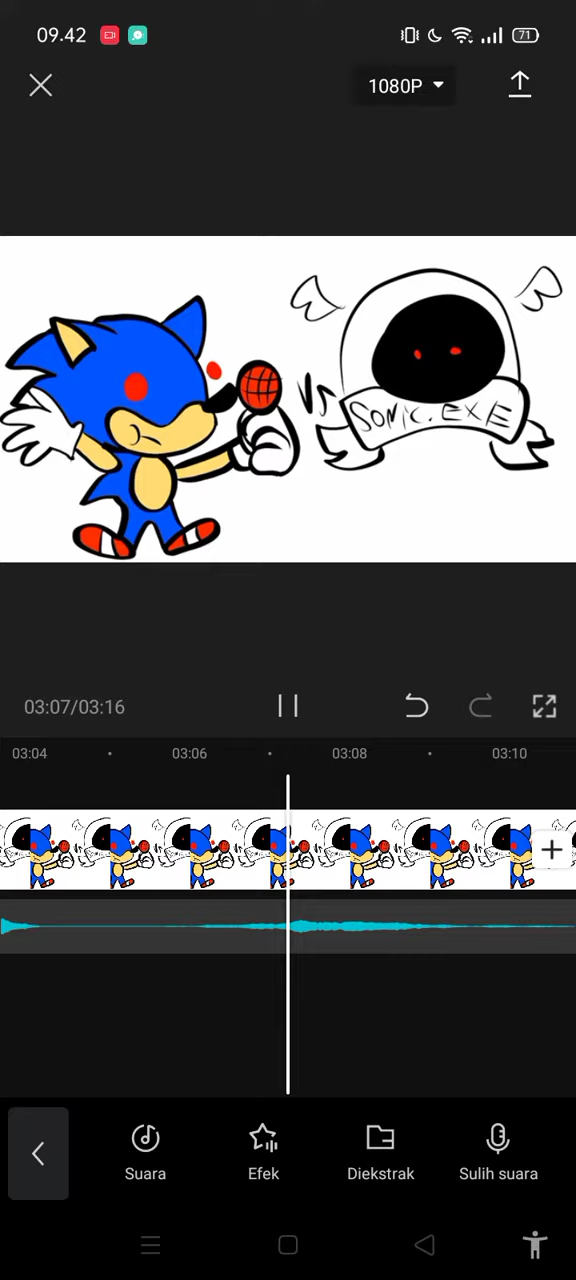 09.42
71
1080P
VS
SONIC.EXE
03:07/03:16
03:04
03:06
03:08
03:10
Suara
Efek
Diekstrak
Sulih suara